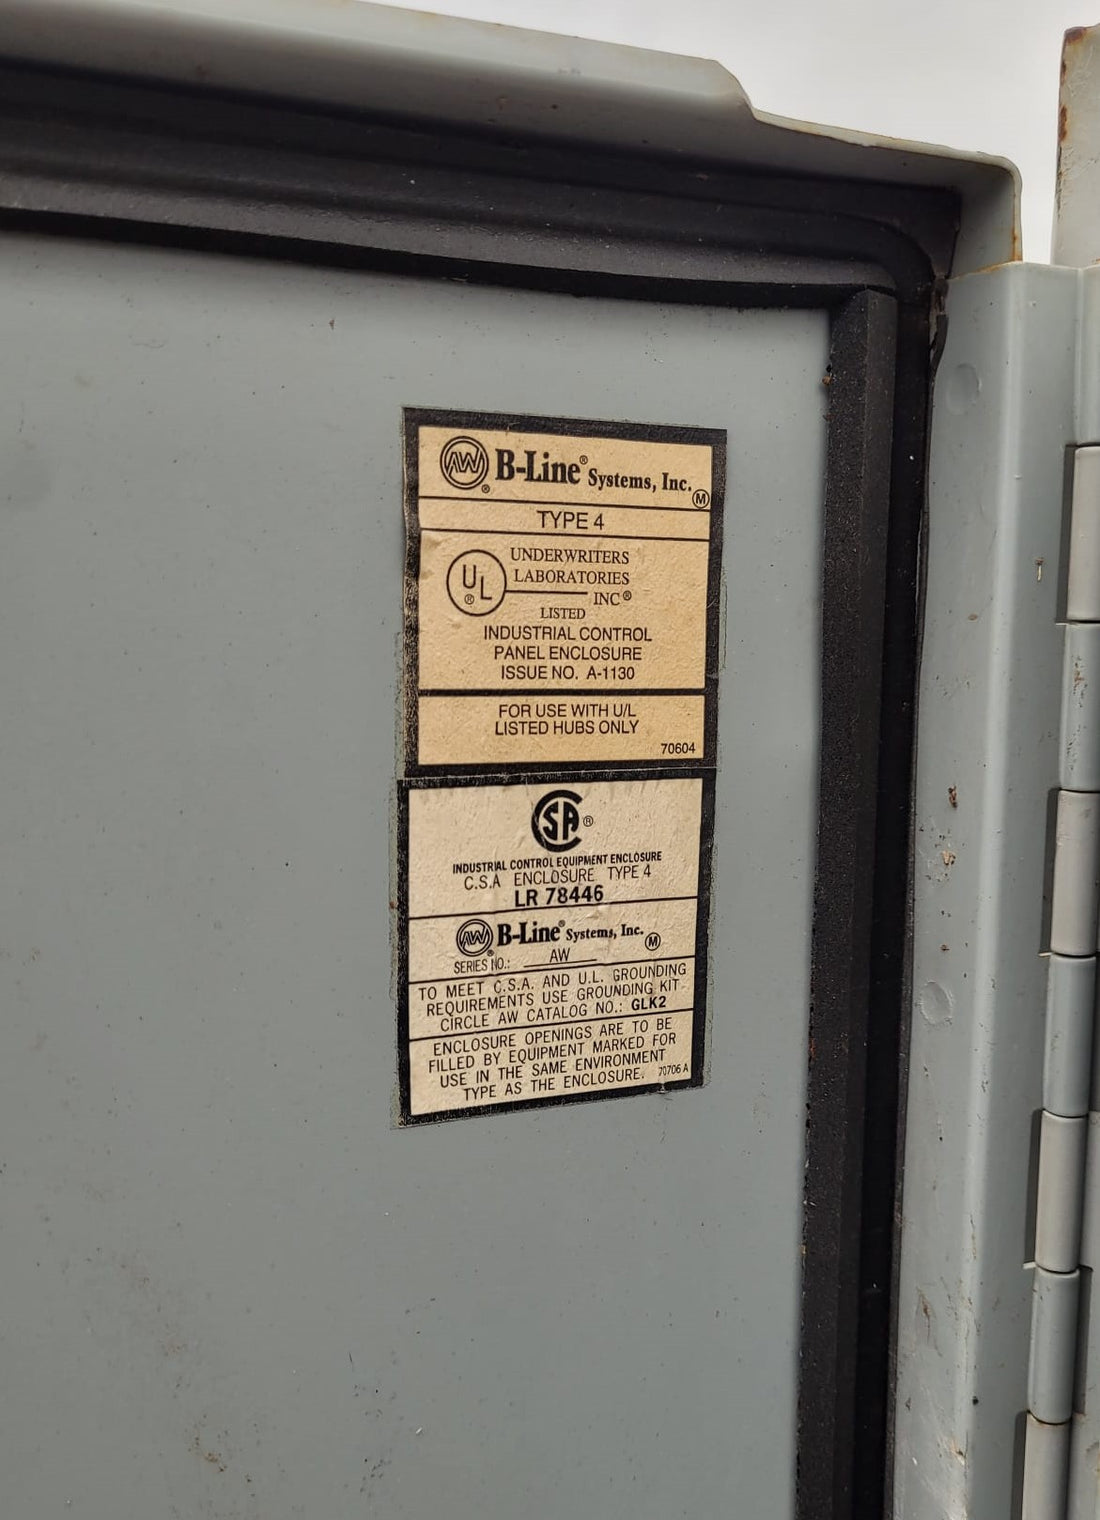 AW ® B-Line® Systems, Inc. M
TYPE 4
UL ® UNDERWRITERS
LABORATORIES
INC®
LISTED
INDUSTRIAL CONTROL
PANEL ENCLOSURE
ISSUE NO. A-1130
FOR USE WITH U/L
LISTED HUBS ONLY
70604
CSA ®
INDUSTRIAL CONTROL EQUIPMENT ENCLOSURE
C.S.A ENCLOSURE TYPE 4
LR 78446
AW ® B-Line® Systems, Inc. M
SERIES NO.: AW
TO MEET C.S.A. AND U.L. GROUNDING
REQUIREMENTS USE GROUNDING KIT-
CIRCLE AW CATALOG NO.: GLK2
ENCLOSURE OPENINGS ARE TO BE
FILLED BY EQUIPMENT MARKED FOR
USE IN THE SAME ENVIRONMENT
TYPE AS THE ENCLOSURE. 70706 A